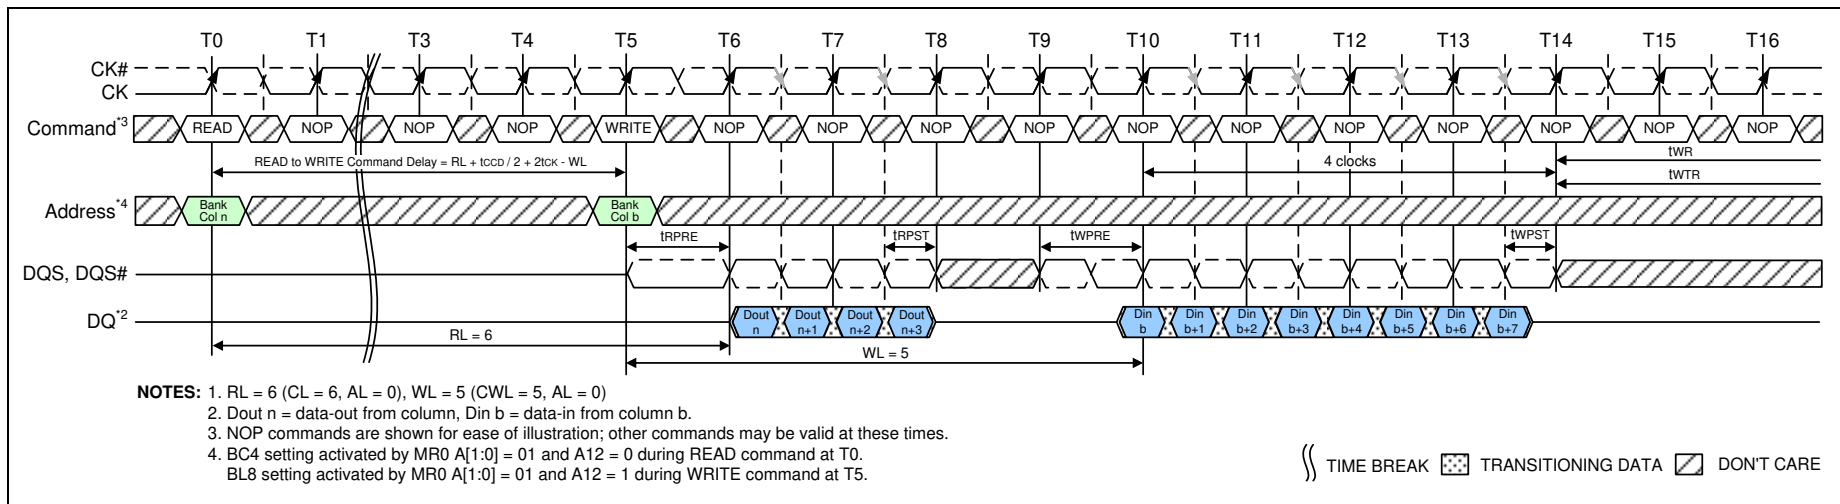 T0 T1 T3 T4 T5 T6 T7 T8 T9 T10 T11 T12 T13 T14 T15 T16
CK#
CK
Command*3 READ NOP NOP NOP WRITE NOP NOP NOP NOP NOP NOP NOP NOP NOP NOP NOP
READ to WRITE Command Delay = RL + tCCD / 2 + 2tCK - WL 4 clocks tWR
tWTR
Address*4 Bank Col n Bank Col b
tRPRE tRPST tWPRE tWPST
DQS, DQS#
DQ*2 Dout n Dout n+1 Dout n+2 Dout n+3 Din b Din b+1 Din b+2 Din b+3 Din b+4 Din b+5 Din b+6 Din b+7
RL = 6
WL = 5
NOTES: 1. RL = 6 (CL = 6, AL = 0), WL = 5 (CWL = 5, AL = 0)
2. Dout n = data-out from column, Din b = data-in from column b.
3. NOP commands are shown for ease of illustration; other commands may be valid at these times.
4. BC4 setting activated by MR0 A[1:0] = 01 and A12 = 0 during READ command at T0.
BL8 setting activated by MR0 A[1:0] = 01 and A12 = 1 during WRITE command at T5.
TIME BREAK TRANSITIONING DATA DON'T CARE